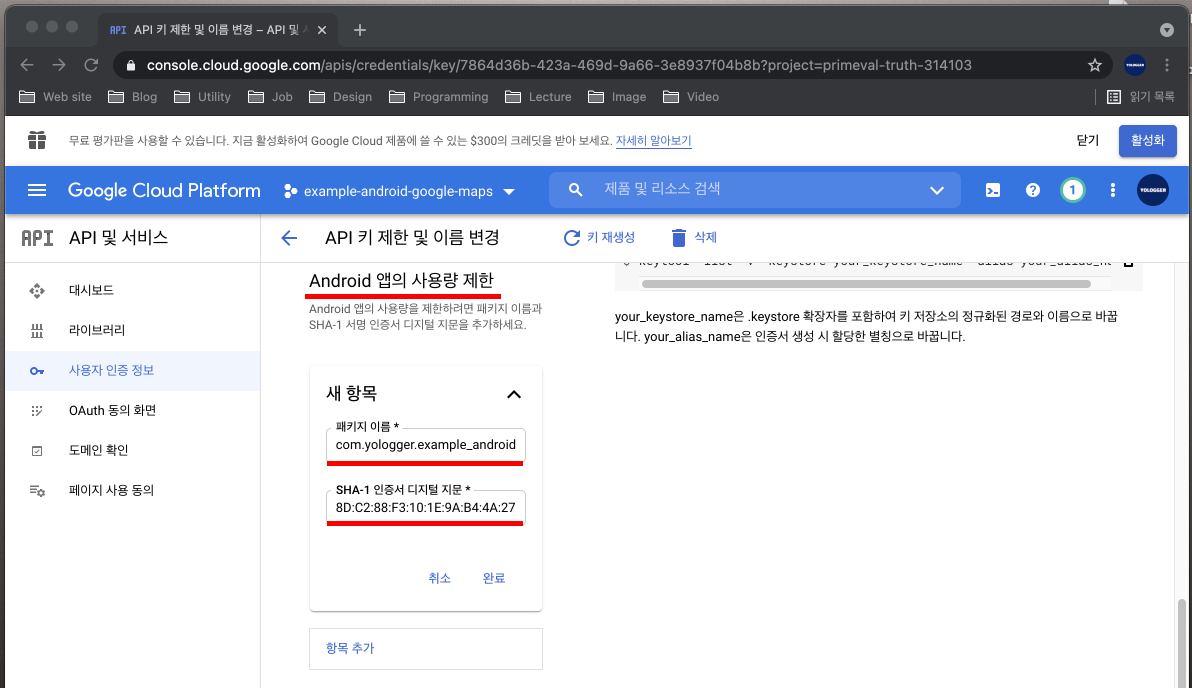 API API 키 제한 및 이름 변경 – API 및
console.cloud.google.com/apis/credentials/key/7864d36b-423a-469d-9a66-3e8937f04b8b?project=primeval-truth-314103
Web site Blog Utility Job Design Programming Lecture Image Video 읽기 목록
무료 평가판을 사용할 수 있습니다. 지금 활성화하여 Google Cloud 제품에 쓸 수 있는 $300의 크레딧을 받아 보세요. 자세히 알아보기 닫기 활성화
Google Cloud Platform example-android-google-maps 제품 및 리소스 검색 1 YOLOGGER
API API 및 서비스
API 키 제한 및 이름 변경 키 재생성 삭제
대시보드
라이브러리
사용자 인증 정보
OAuth 동의 화면
도메인 확인
페이지 사용 동의
Android 앱의 사용량 제한
Android 앱의 사용량을 제한하려면 패키지 이름과
SHA-1 서명 인증서 디지털 지문을 추가하세요.
새 항목
패키지 이름 *
com.yologger.example_android
SHA-1 인증서 디지털 지문 *
8D:C2:88:F3:10:1E:9A:B4:4A:27
취소 완료
항목 추가
your_keystore_name은 .keystore 확장자를 포함하여 키 저장소의 정규화된 경로와 이름으로 바꿉
니다. your_alias_name은 인증서 생성 시 할당한 별칭으로 바꿉니다.